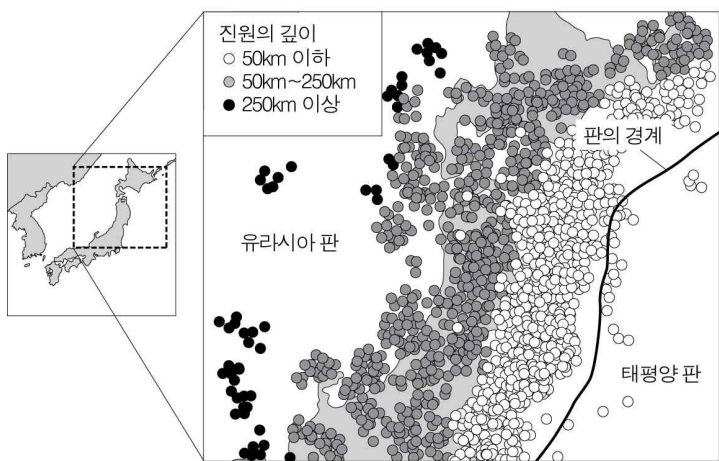 진원의 깊이
50km 이하
50km~250km
250km 이상
판의 경계
유라시아 판
태평양 판